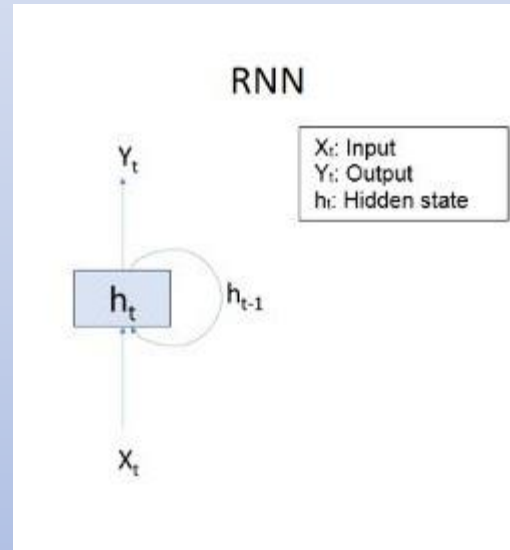 RNN
Xₜ: Input
Yₜ: Output
hₜ: Hidden state
Yₜ
hₜ
hₜ₋₁
Xₜ